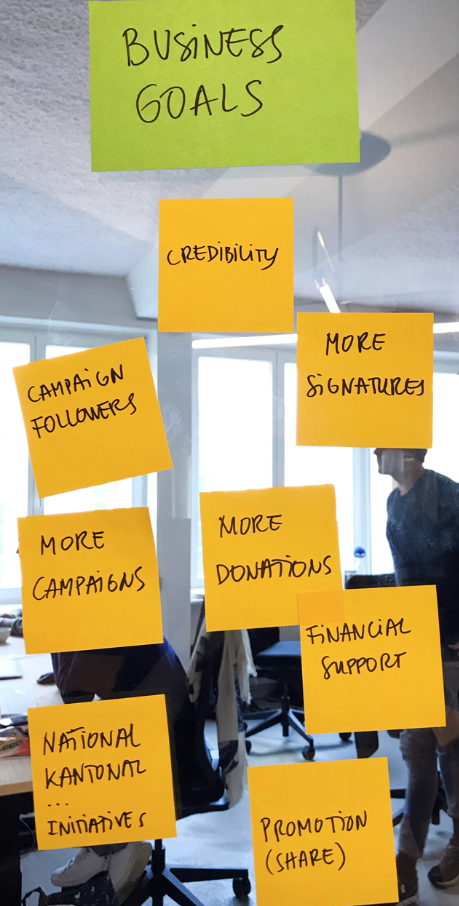 BUSINESS
GOALS
CREDIBILITY
MORE
SIGNATURES
CAMPAIGN
FOLLOWERS
MORE
DONATIONS
MORE
CAMPAIGNS
FINANCIAL
SUPPORT
NATIONAL
KANTONAL
...
INITIATIVES
PROMOTION
(SHARE)